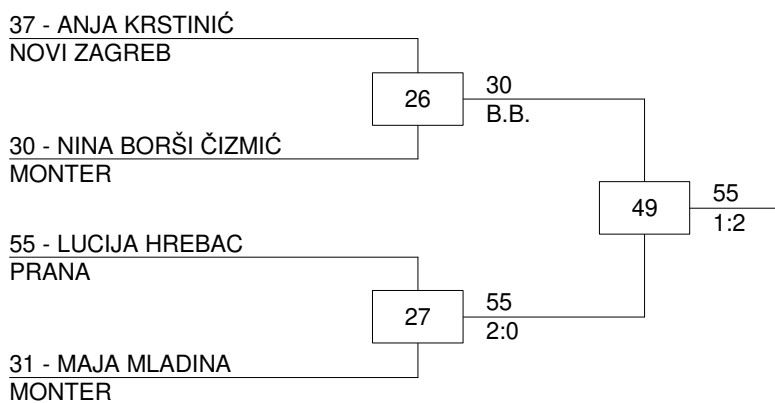 37 - ANJA KRSTINIĆ
NOVI ZAGREB
26
30
B.B.
30 - NINA BORŠI ČIZMIĆ
MONTER
49
55
1:2
55 - LUCIJA HREBAC
PRANA
27
55
2:0
31 - MAJA MLADINA
MONTER